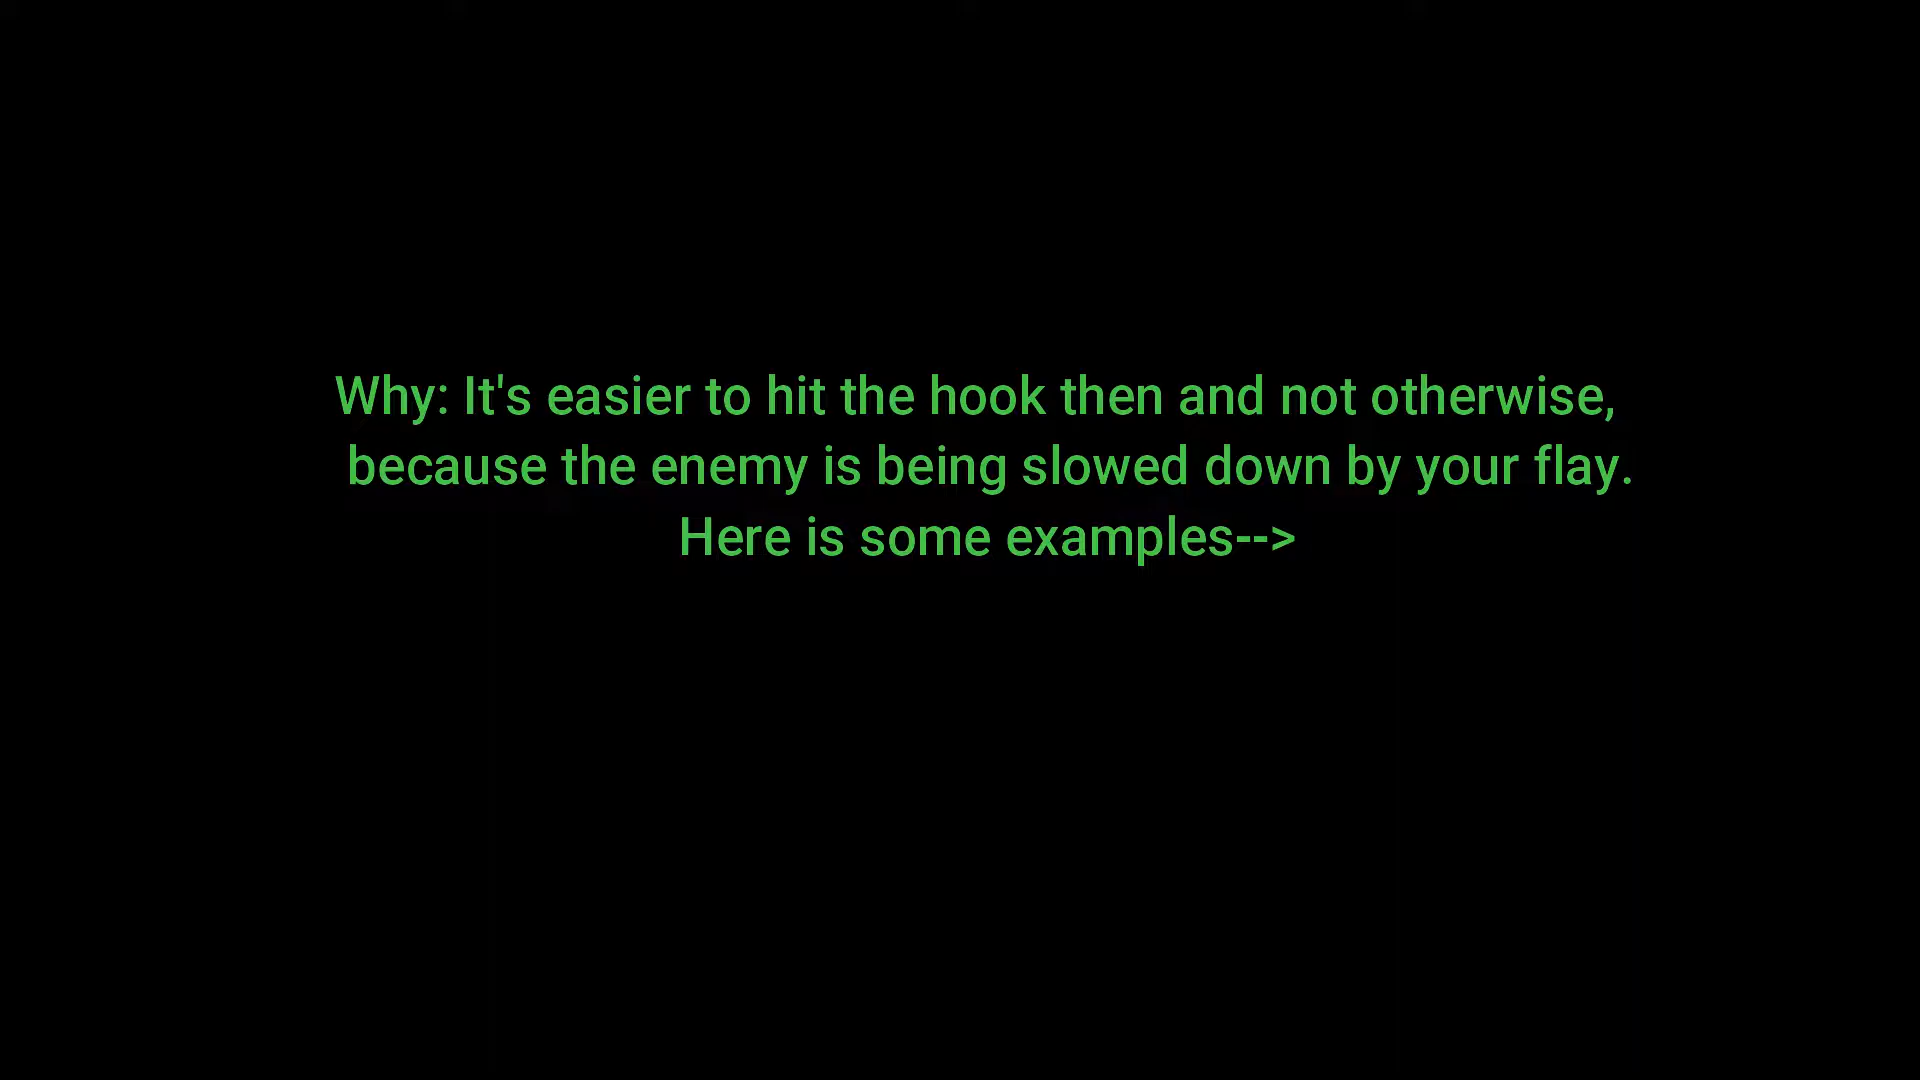 Why: It's easier to hit the hook then and not otherwise,
because the enemy is being slowed down by your flay.
Here is some examples-->